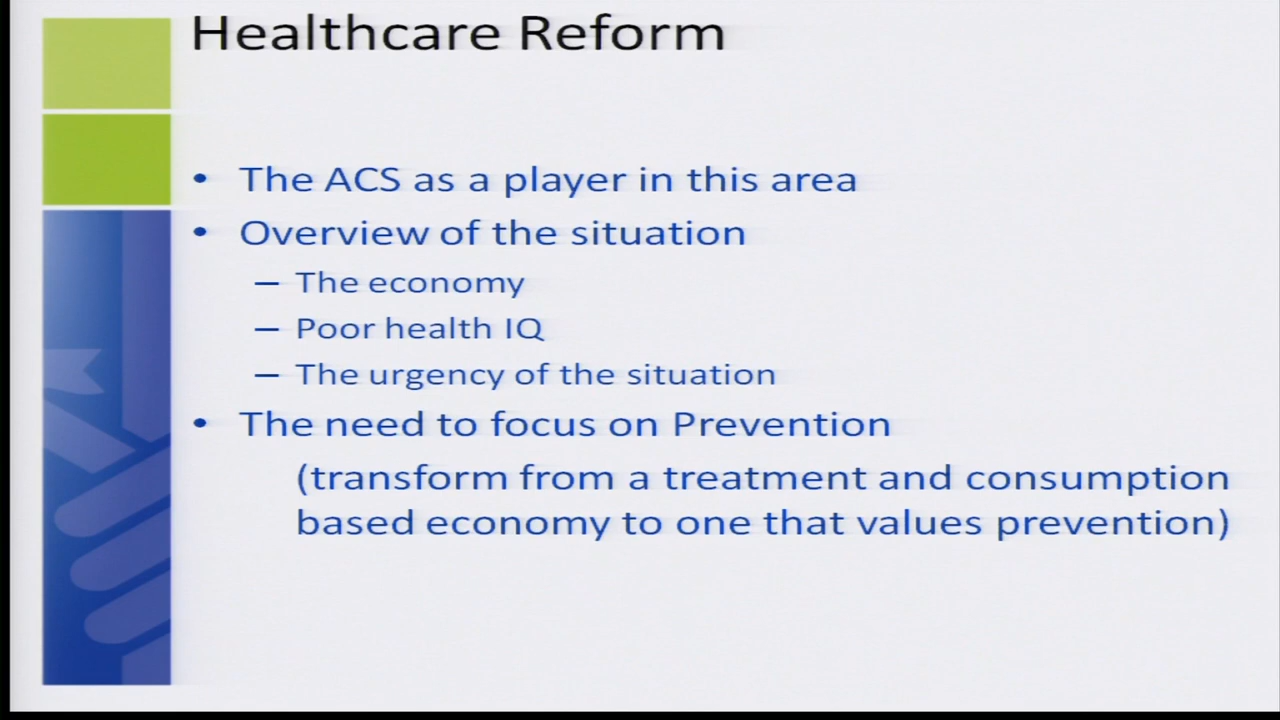 Healthcare Reform
• The ACS as a player in this area
• Overview of the situation
– The economy
– Poor health IQ
– The urgency of the situation
• The need to focus on Prevention
(transform from a treatment and consumption
based economy to one that values prevention)